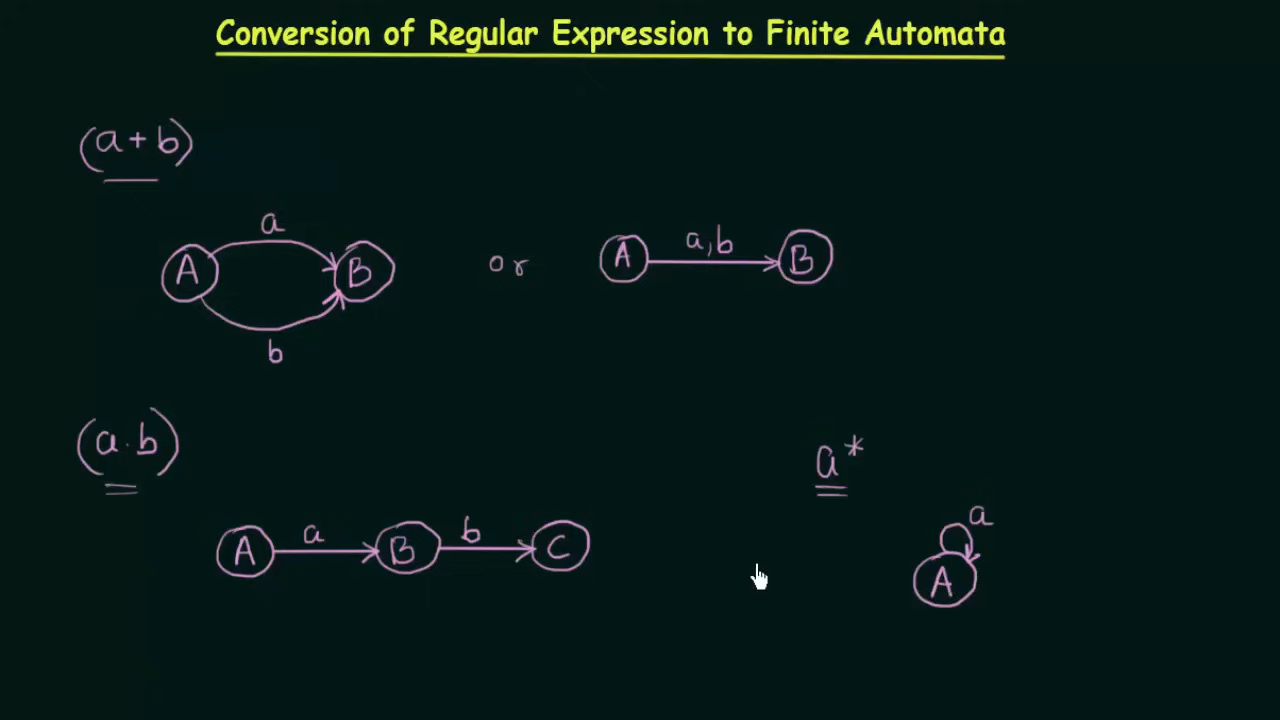 Conversion of Regular Expression to Finite Automata
(a + b)
a
A B or A a,b B
b
(a . b)
a*
A a B b C
a
A